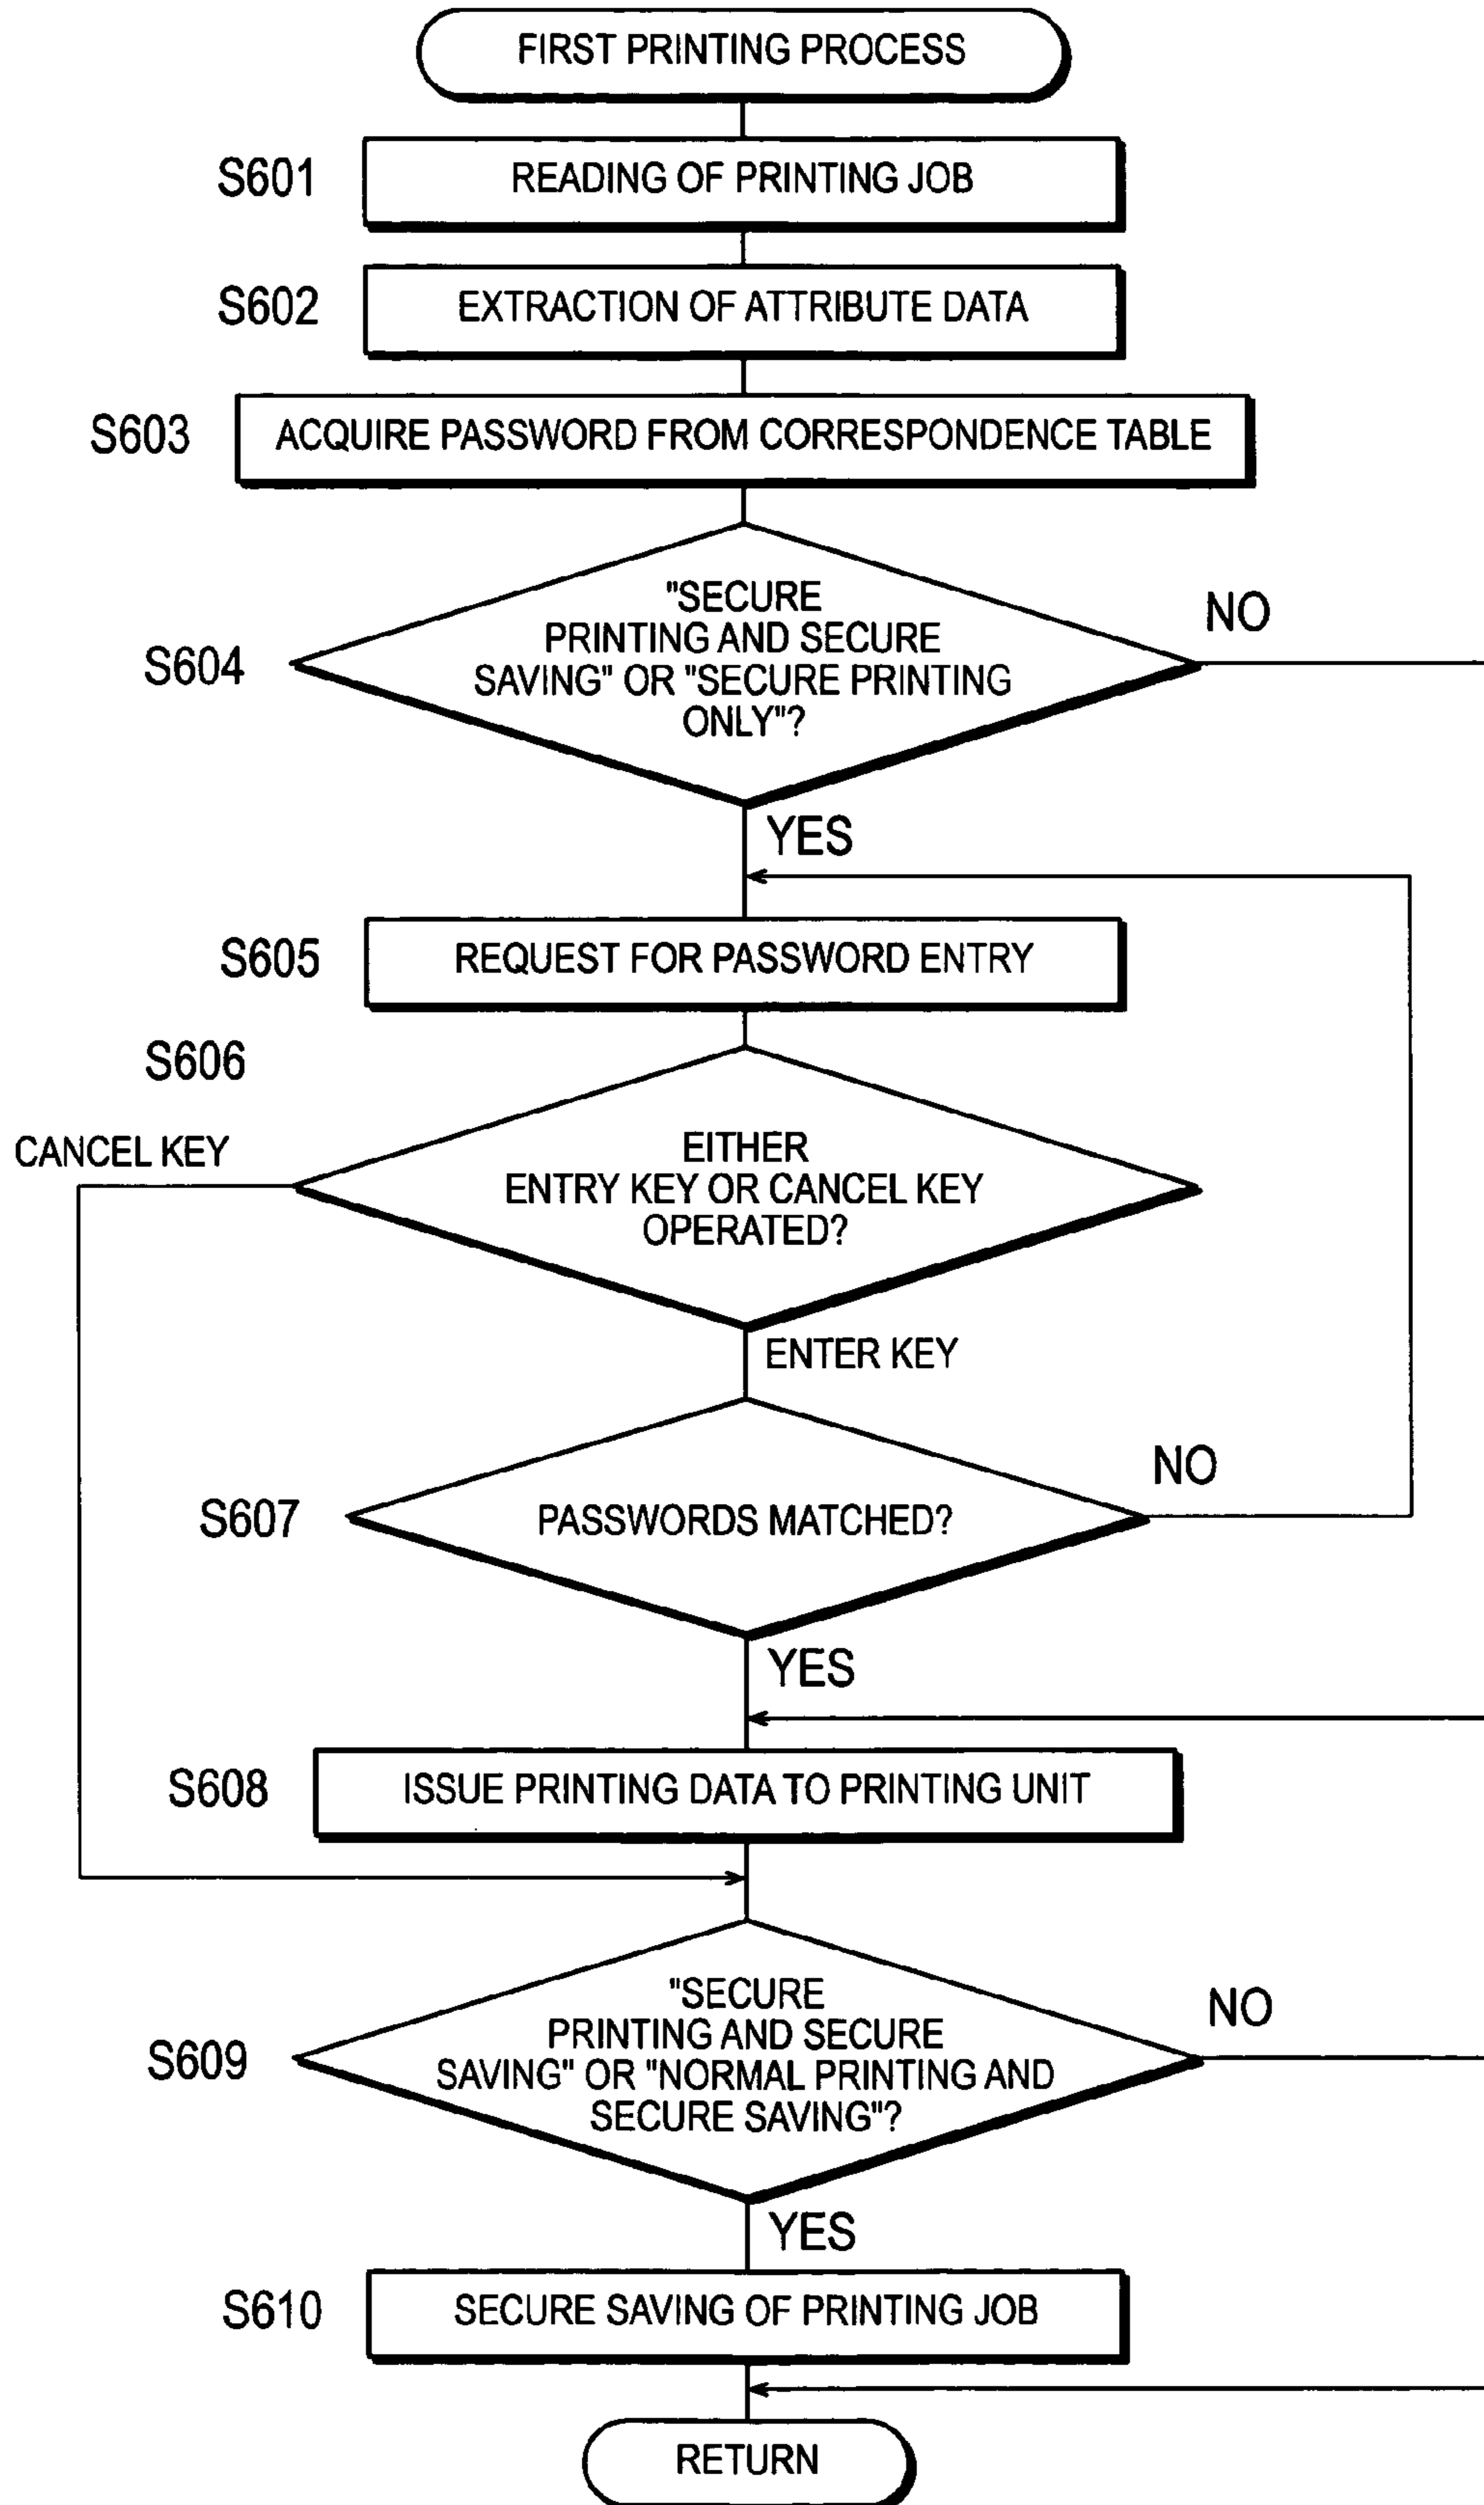 FIRST PRINTING PROCESS
S601
READING OF PRINTING JOB
S602
EXTRACTION OF ATTRIBUTE DATA
S603
ACQUIRE PASSWORD FROM CORRESPONDENCE TABLE
S604
"SECURE
PRINTING AND SECURE
SAVING" OR "SECURE PRINTING
ONLY"?
NO
YES
S605
REQUEST FOR PASSWORD ENTRY
S606
CANCEL KEY
EITHER
ENTRY KEY OR CANCEL KEY
OPERATED?
ENTER KEY
S607
PASSWORDS MATCHED?
NO
YES
S608
ISSUE PRINTING DATA TO PRINTING UNIT
S609
"SECURE
PRINTING AND SECURE
SAVING" OR "NORMAL PRINTING AND
SECURE SAVING"?
NO
YES
S610
SECURE SAVING OF PRINTING JOB
RETURN